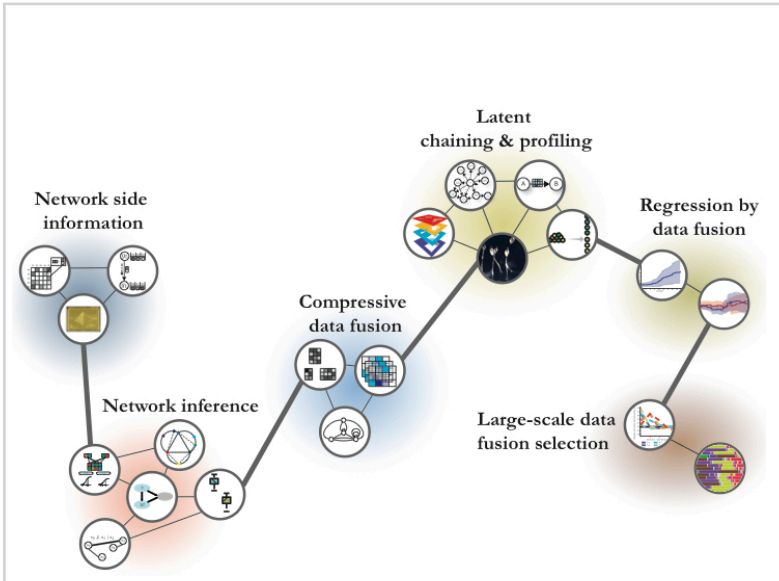 Latent
chaining & profiling
Network side
information
Regression by
data fusion
Compressive
data fusion
Network inference
Large-scale data
fusion selection
A
B